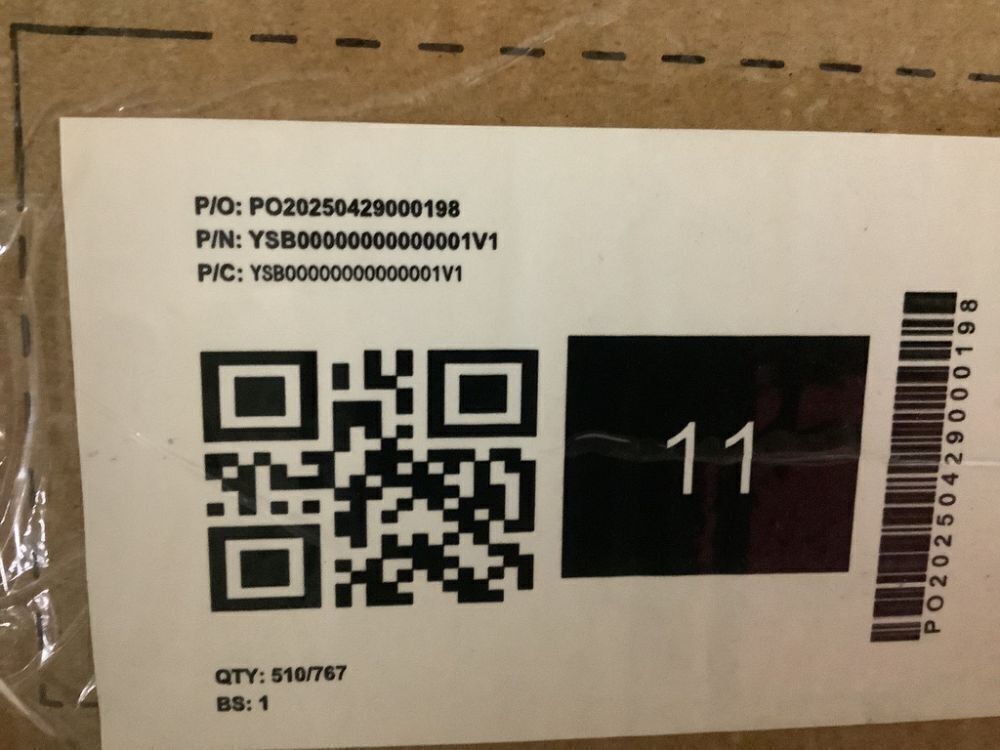 P/O: PO20250429000198
P/N: YSB00000000000001V1
P/C: YSB00000000000001V1
11
PO20250429000198
QTY: 510/767
BS: 1